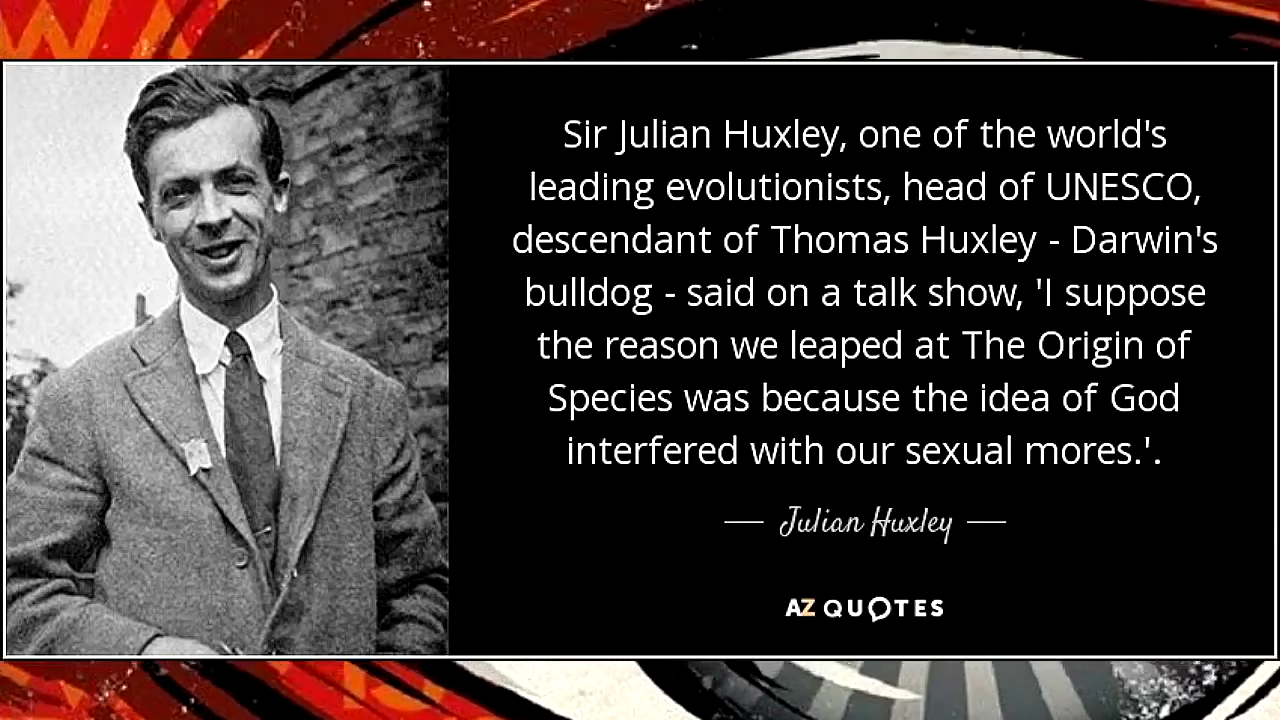 Sir Julian Huxley, one of the world's
leading evolutionists, head of UNESCO,
descendant of Thomas Huxley - Darwin's
bulldog - said on a talk show, 'I suppose
the reason we leaped at The Origin of
Species was because the idea of God
interfered with our sexual mores.'.
Julian Huxley
AZ QUOTES